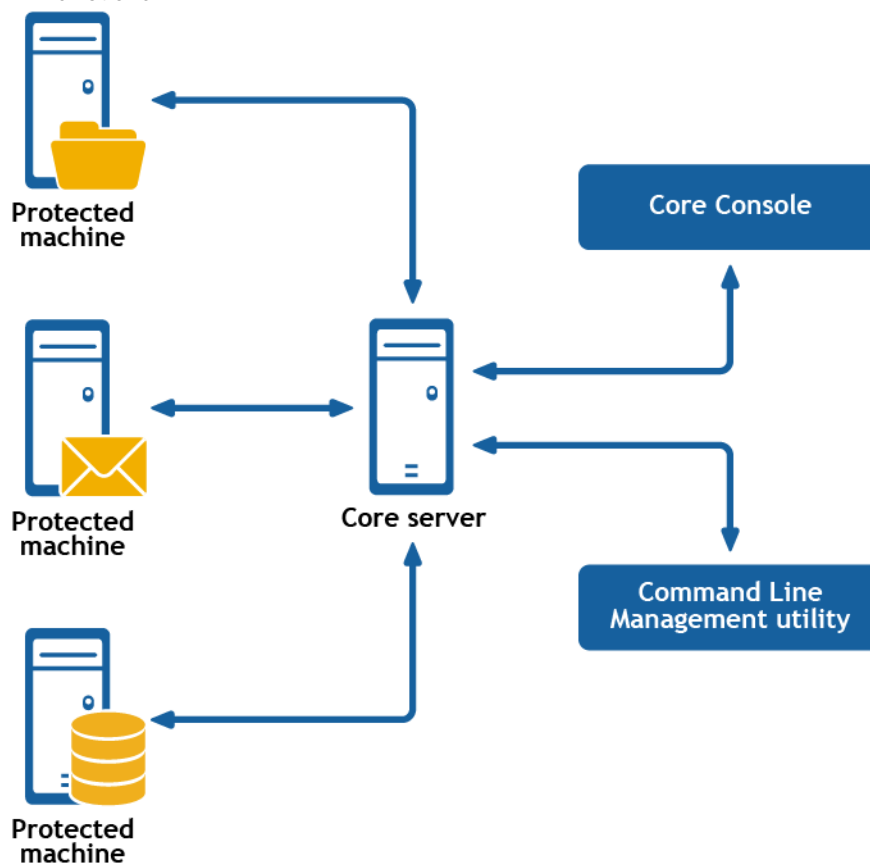 Protected
machine
Core Console
Protected
machine
Core server
Command Line
Management utility
Protected
machine